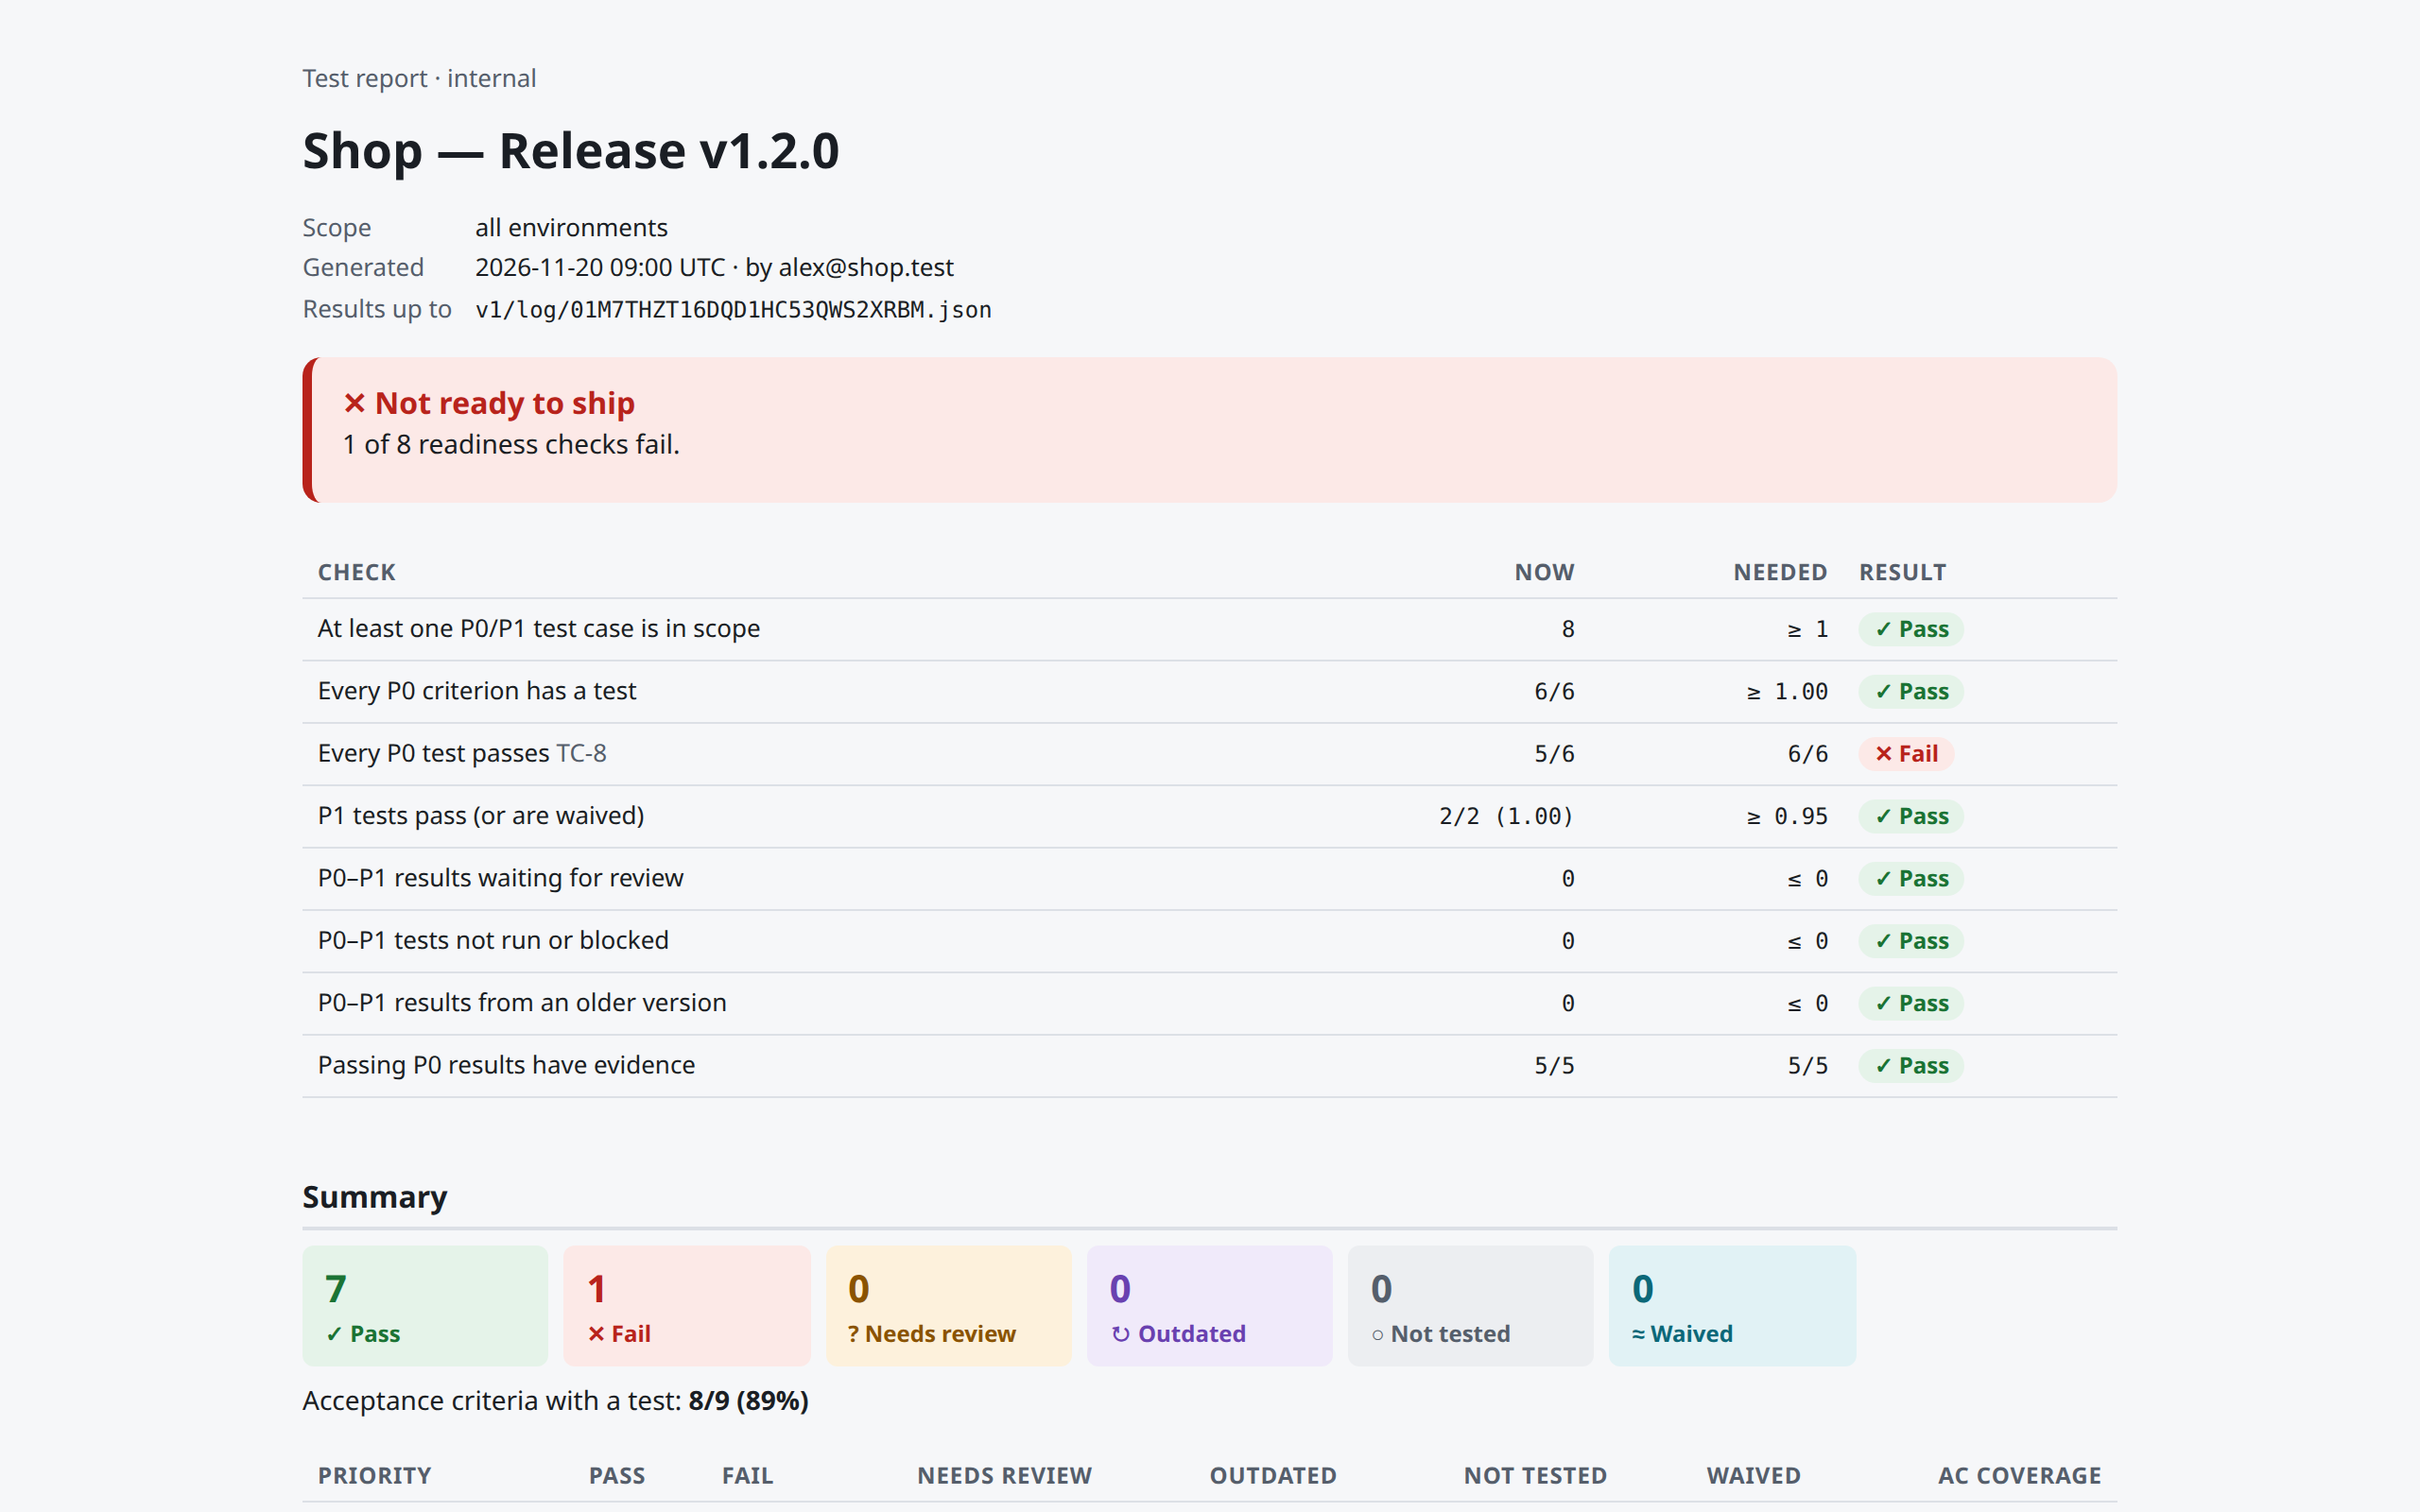 Test report · internal
Shop — Release v1.2.0
Scope all environments
Generated 2026-11-20 09:00 UTC · by alex@shop.test
Results up to v1/log/01M7THZT16DQD1HC53QWS2XRBM.json
✕ Not ready to ship
1 of 8 readiness checks fail.
CHECK NOW NEEDED RESULT
At least one P0/P1 test case is in scope 8 ≥ 1 ✓ Pass
Every P0 criterion has a test 6/6 ≥ 1.00 ✓ Pass
Every P0 test passes TC-8 5/6 6/6 ✕ Fail
P1 tests pass (or are waived) 2/2 (1.00) ≥ 0.95 ✓ Pass
P0–P1 results waiting for review 0 ≤ 0 ✓ Pass
P0–P1 tests not run or blocked 0 ≤ 0 ✓ Pass
P0–P1 results from an older version 0 ≤ 0 ✓ Pass
Passing P0 results have evidence 5/5 5/5 ✓ Pass
Summary
7 1 0 0 0 0
✓ Pass ✕ Fail ? Needs review ↻ Outdated ○ Not tested ≈ Waived
Acceptance criteria with a test: 8/9 (89%)
PRIORITY PASS FAIL NEEDS REVIEW OUTDATED NOT TESTED WAIVED AC COVERAGE